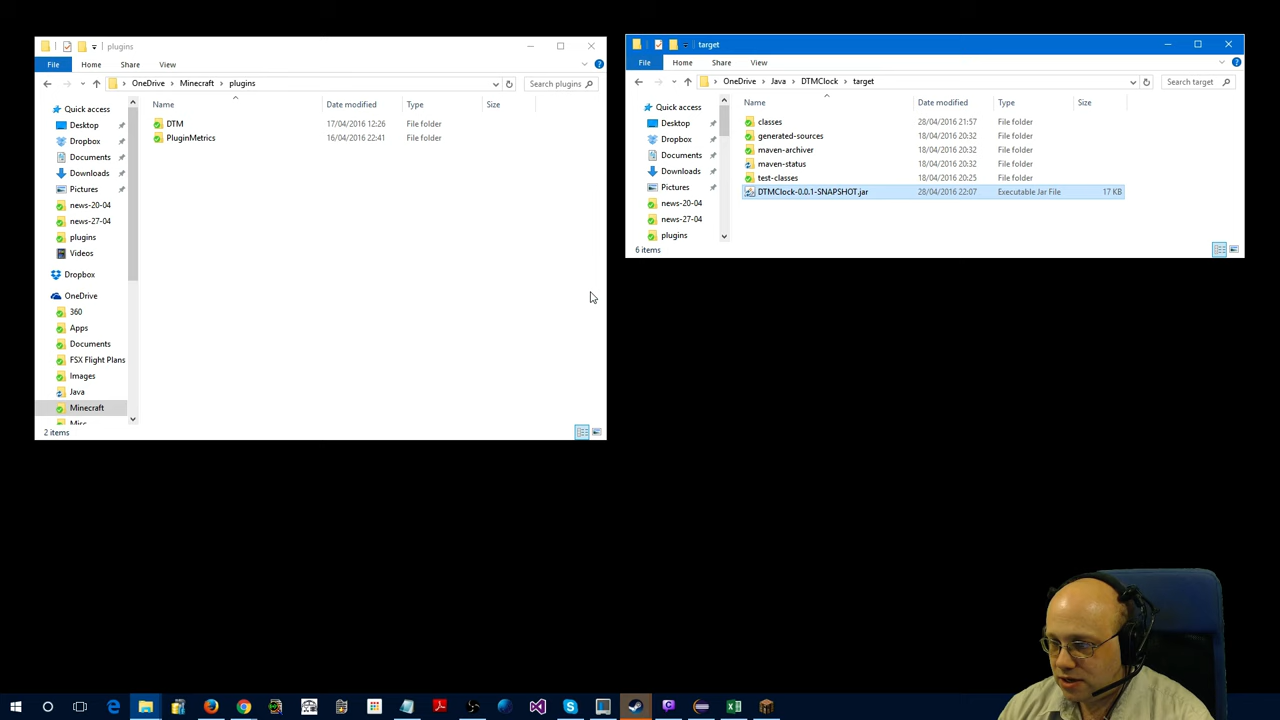 plugins
File Home Share View
OneDrive Minecraft plugins Search plugins
Name Date modified Type Size
DTM 17/04/2016 12:26 File folder
PluginMetrics 16/04/2016 22:41 File folder
Quick access
Desktop
Dropbox
Documents
Downloads
Pictures
news-20-04
news-27-04
plugins
Videos
Dropbox
OneDrive
360
Apps
Documents
FSX Flight Plans
Images
Java
Minecraft
Misc
2 items
target
File Home Share View
OneDrive Java DTMClock target Search target
Name Date modified Type Size
classes 28/04/2016 21:57 File folder
generated-sources 18/04/2016 20:32 File folder
maven-archiver 18/04/2016 20:32 File folder
maven-status 18/04/2016 20:32 File folder
test-classes 18/04/2016 20:25 File folder
DTMClock-0.0.1-SNAPSHOT.jar 28/04/2016 22:07 Executable Jar File 17 KB
Quick access
Desktop
Dropbox
Documents
Downloads
Pictures
news-20-04
news-27-04
plugins
6 items